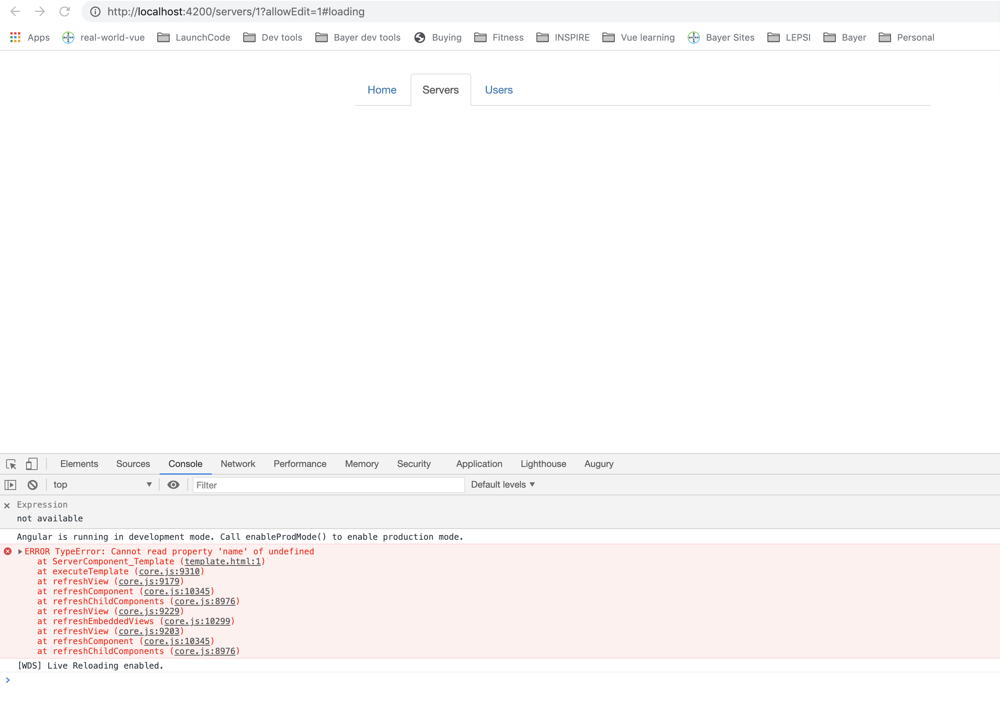 http://localhost:4200/servers/1?allowEdit=1#loading
Apps real-world-vue LaunchCode Dev tools Bayer dev tools Buying Fitness INSPIRE Vue learning Bayer Sites LEPSI Bayer Personal
Home Servers Users
Elements Sources Console Network Performance Memory Security Application Lighthouse Augury
top Filter Default levels
Expression
not available
Angular is running in development mode. Call enableProdMode() to enable production mode.
ERROR TypeError: Cannot read property 'name' of undefined
at ServerComponent_Template (template.html:1)
at executeTemplate (core.js:9310)
at refreshView (core.js:9179)
at refreshComponent (core.js:10345)
at refreshChildComponents (core.js:8976)
at refreshView (core.js:9229)
at refreshEmbeddedViews (core.js:10299)
at refreshView (core.js:9203)
at refreshComponent (core.js:10345)
at refreshChildComponents (core.js:8976)
[WDS] Live Reloading enabled.